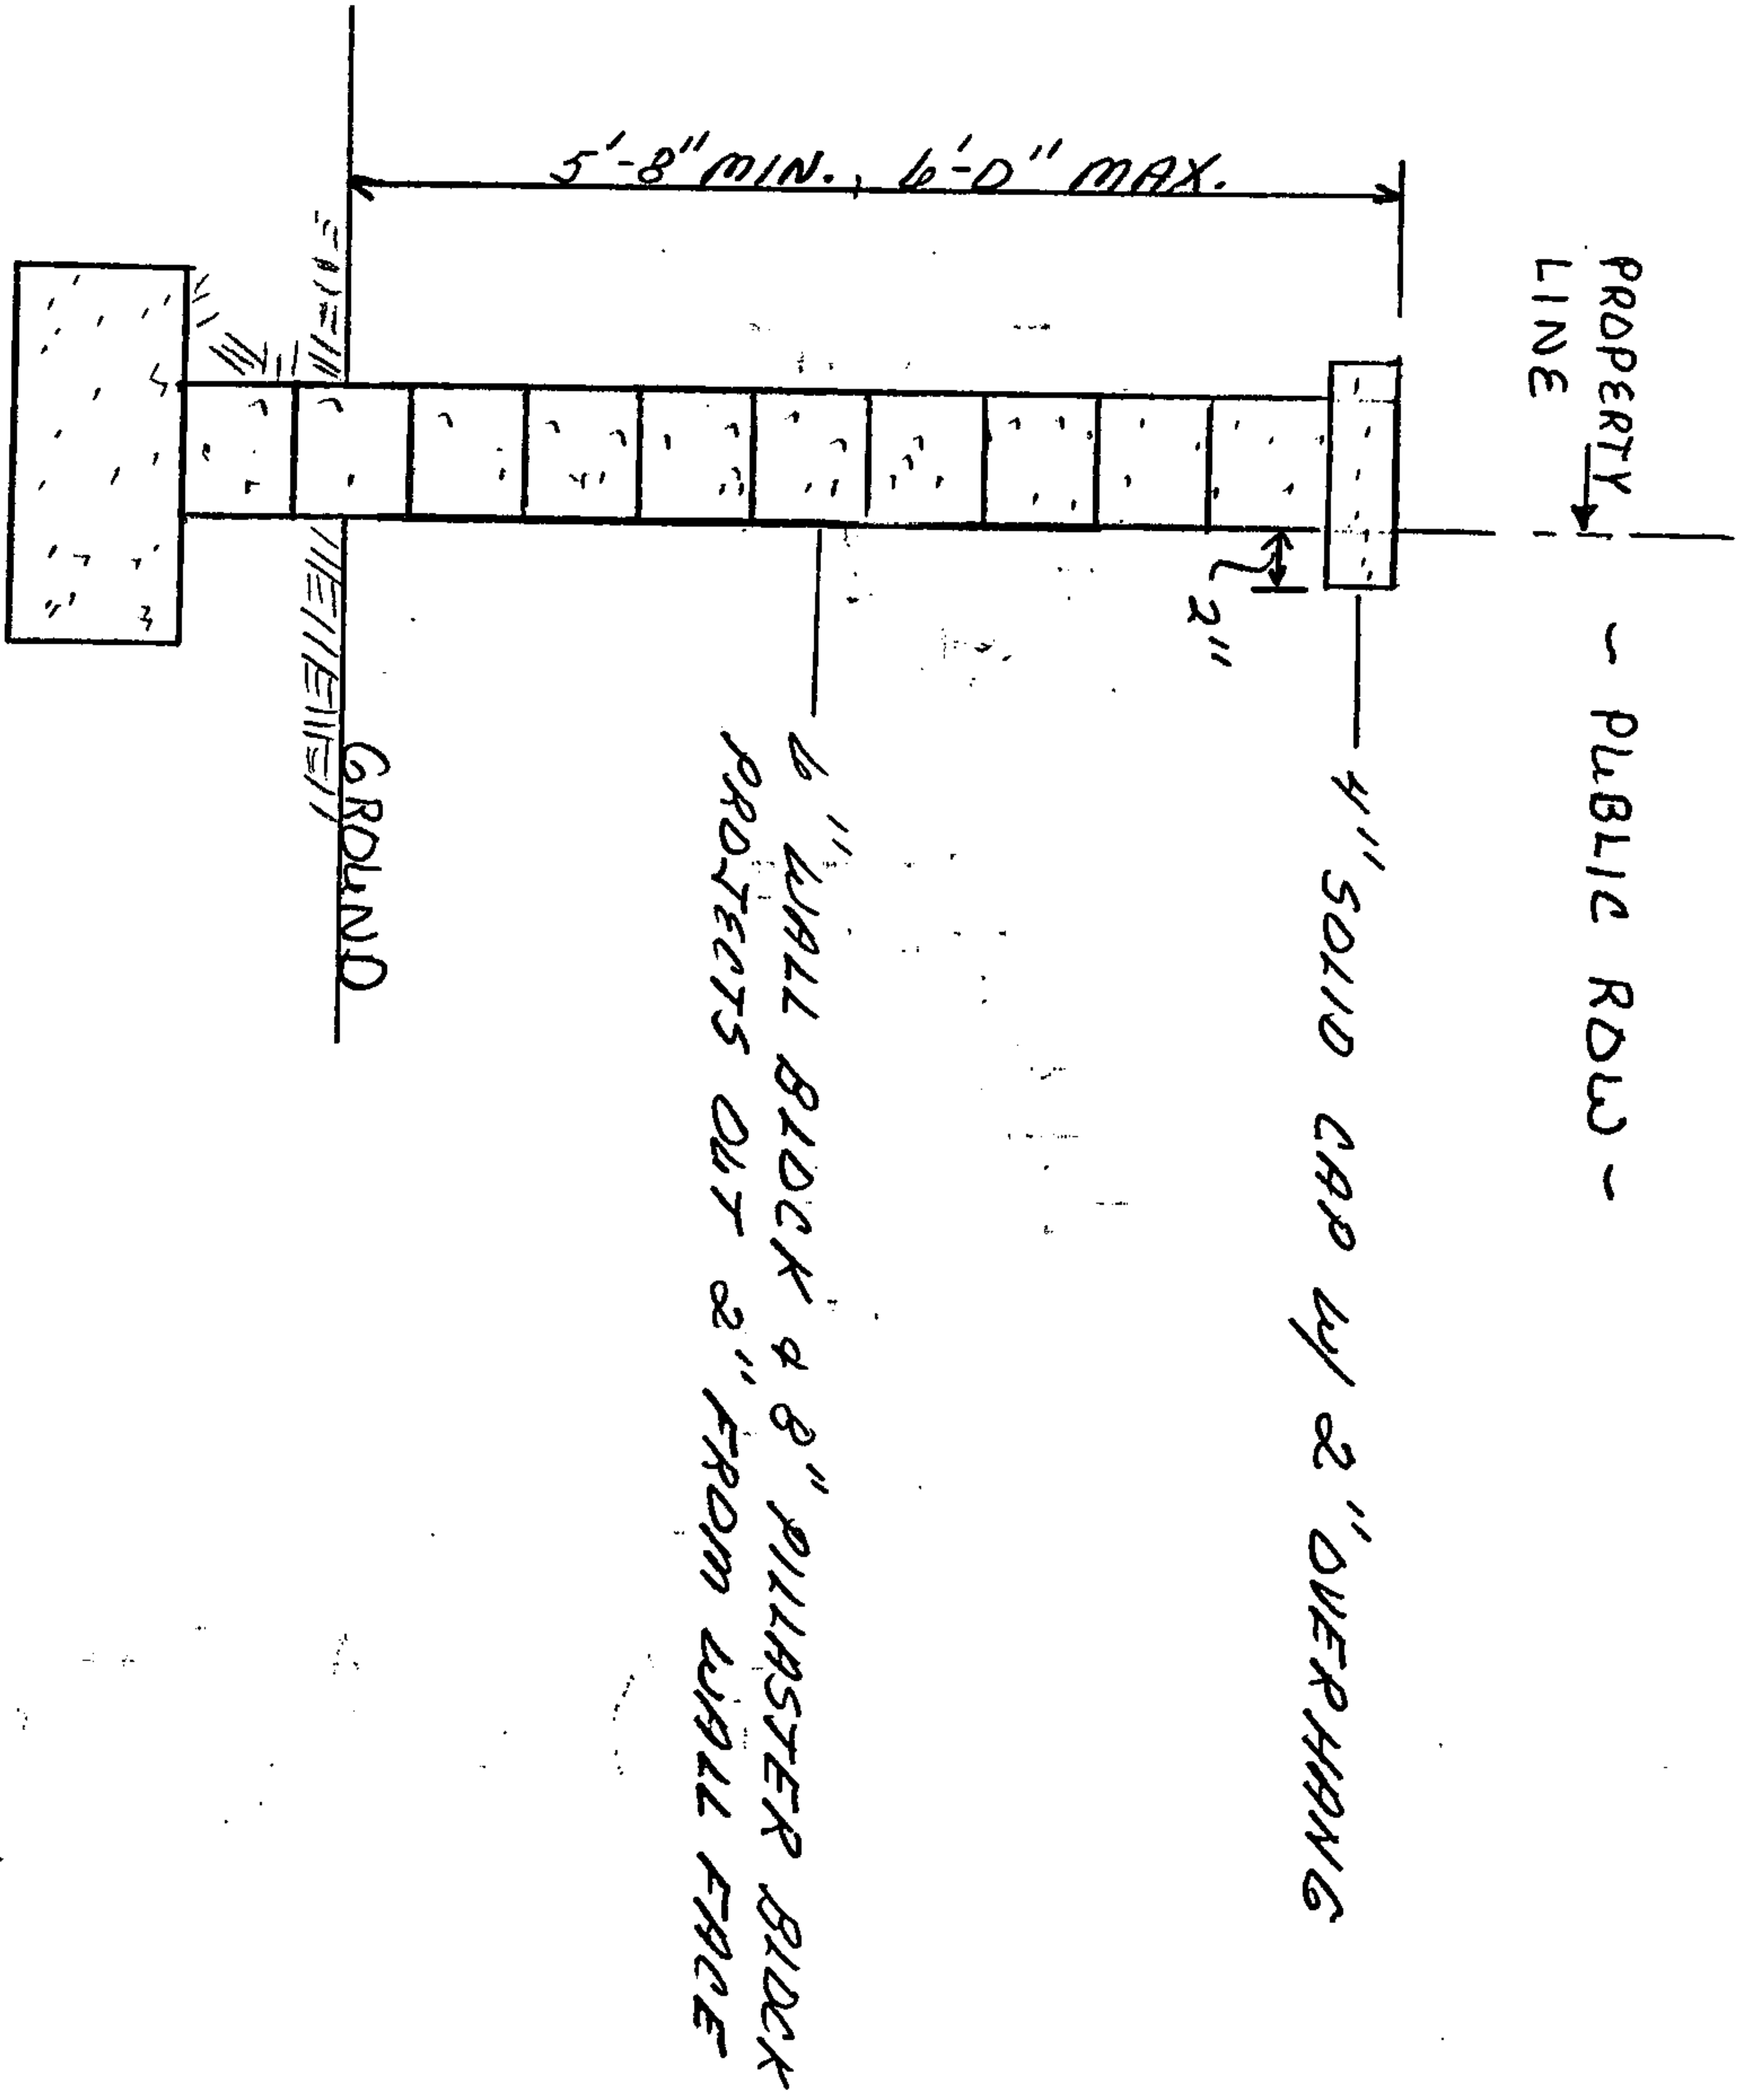 PROPERTY
LINE
- PUBLIC ROW -
4" SOLID CAP W/ 2" OVERHANG
2"
5'-8" MIN., 6'-0" MAX.
6" WALL BLOCK & 8" PILLASTER BLOCK
PROJECTS OUT 2" FROM WALL FACE
GROUND